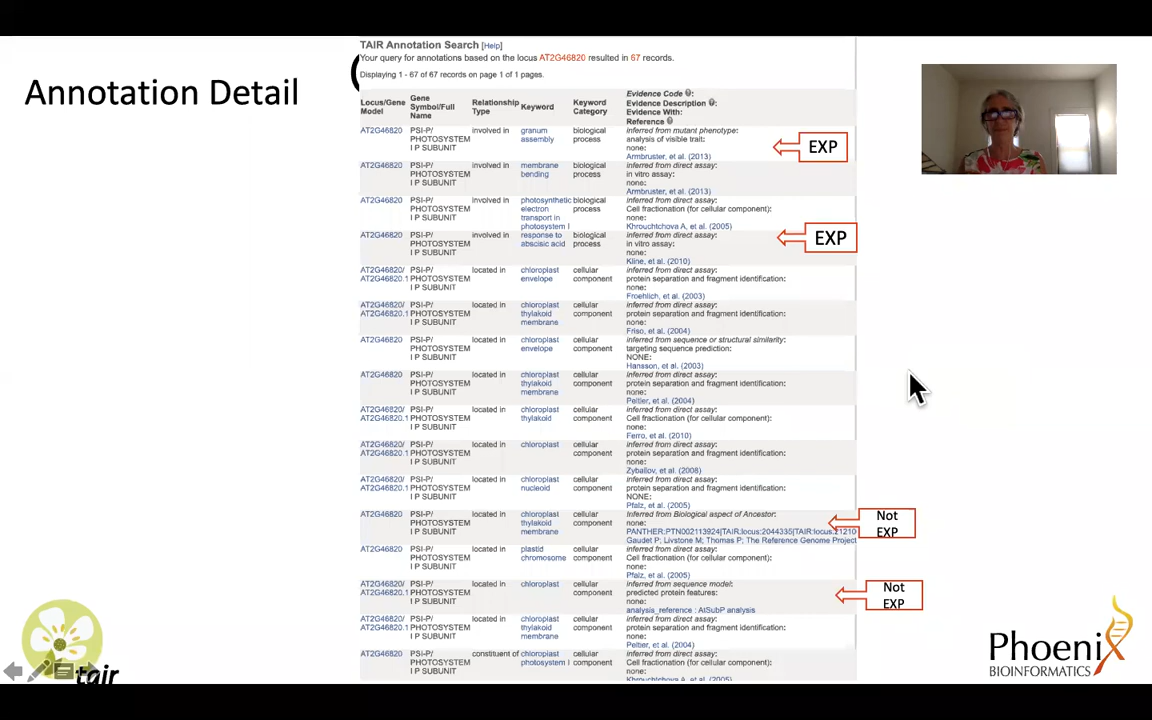 Annotation Detail
(
TAIR Annotation Search [Help]
Your query for annotations based on the locus AT2G46820 resulted in 67 records.
Displaying 1 - 67 of 67 records on page 1 of 1 pages.
Locus/Gene Model Gene Symbol/Full Name Relationship Type Keyword Keyword Category Evidence Code ?: Evidence Description ?: Evidence With: Reference ?
AT2G46820 PSI-P/ PHOTOSYSTEM I P SUBUNIT involved in granum assembly biological process inferred from mutant phenotype: analysis of visible trait: none: Armbruster, et al. (2013)
EXP
AT2G46820 PSI-P/ PHOTOSYSTEM I P SUBUNIT involved in membrane bending biological process inferred from direct assay: in vitro assay: none: Armbruster, et al. (2013)
AT2G46820 PSI-P/ PHOTOSYSTEM I P SUBUNIT involved in photosynthetic electron transport in photosystem I biological process inferred from direct assay: Cell fractionation (for cellular component): none: Khrouchtchova A, et al. (2005)
AT2G46820 PSI-P/ PHOTOSYSTEM I P SUBUNIT involved in response to abscisic acid biological process inferred from direct assay: in vitro assay: none: Kline, et al. (2010)
EXP
AT2G46820/ AT2G46820.1 PSI-P/ PHOTOSYSTEM I P SUBUNIT located in chloroplast envelope cellular component inferred from direct assay: protein separation and fragment identification: none: Froehlich, et al. (2003)
AT2G46820/ AT2G46820.1 PSI-P/ PHOTOSYSTEM I P SUBUNIT located in chloroplast thylakoid membrane cellular component inferred from direct assay: protein separation and fragment identification: none: Friso, et al. (2004)
AT2G46820 PSI-P/ PHOTOSYSTEM I P SUBUNIT located in chloroplast envelope cellular component inferred from sequence or structural similarity: targeting sequence prediction: NONE: Hansson, et al. (2003)
AT2G46820 PSI-P/ PHOTOSYSTEM I P SUBUNIT located in chloroplast thylakoid membrane cellular component inferred from direct assay: protein separation and fragment identification: none: Peltier, et al. (2004)
AT2G46820/ AT2G46820.1 PSI-P/ PHOTOSYSTEM I P SUBUNIT located in chloroplast thylakoid cellular component inferred from direct assay: Cell fractionation (for cellular component): none: Ferro, et al. (2010)
AT2G46820/ AT2G46820.1 PSI-P/ PHOTOSYSTEM I P SUBUNIT located in chloroplast cellular component inferred from direct assay: protein separation and fragment identification: none: Zybailov, et al. (2008)
AT2G46820/ AT2G46820.1 PSI-P/ PHOTOSYSTEM I P SUBUNIT located in chloroplast nucleoid cellular component inferred from direct assay: protein separation and fragment identification: NONE: Pfalz, et al. (2005)
AT2G46820 PSI-P/ PHOTOSYSTEM I P SUBUNIT located in chloroplast thylakoid membrane cellular component Inferred from Biological aspect of Ancestor: none: PANTHER:PTN002113924|TAIR:locus:2044335|TAIR:locus:21210 Gaudet P; Livstone M; Thomas P; The Reference Genome Project
Not EXP
AT2G46820 PSI-P/ PHOTOSYSTEM I P SUBUNIT located in plastid chromosome cellular component inferred from direct assay: Cell fractionation (for cellular component): none: Pfalz, et al. (2005)
AT2G46820/ AT2G46820.1 PSI-P/ PHOTOSYSTEM I P SUBUNIT located in chloroplast cellular component inferred from sequence model: predicted protein features: none: analysis_reference : AtSubP analysis
Not EXP
AT2G46820/ AT2G46820.1 PSI-P/ PHOTOSYSTEM I P SUBUNIT located in chloroplast thylakoid membrane cellular component inferred from direct assay: protein separation and fragment identification: none: Peltier, et al. (2004)
AT2G46820 PSI-P/ PHOTOSYSTEM I P SUBUNIT constituent of chloroplast photosystem I cellular component inferred from direct assay: Cell fractionation (for cellular component): none: Khrouchtchova A, et al. (2005)
tair
Phoenix
BIOINFORMATICS